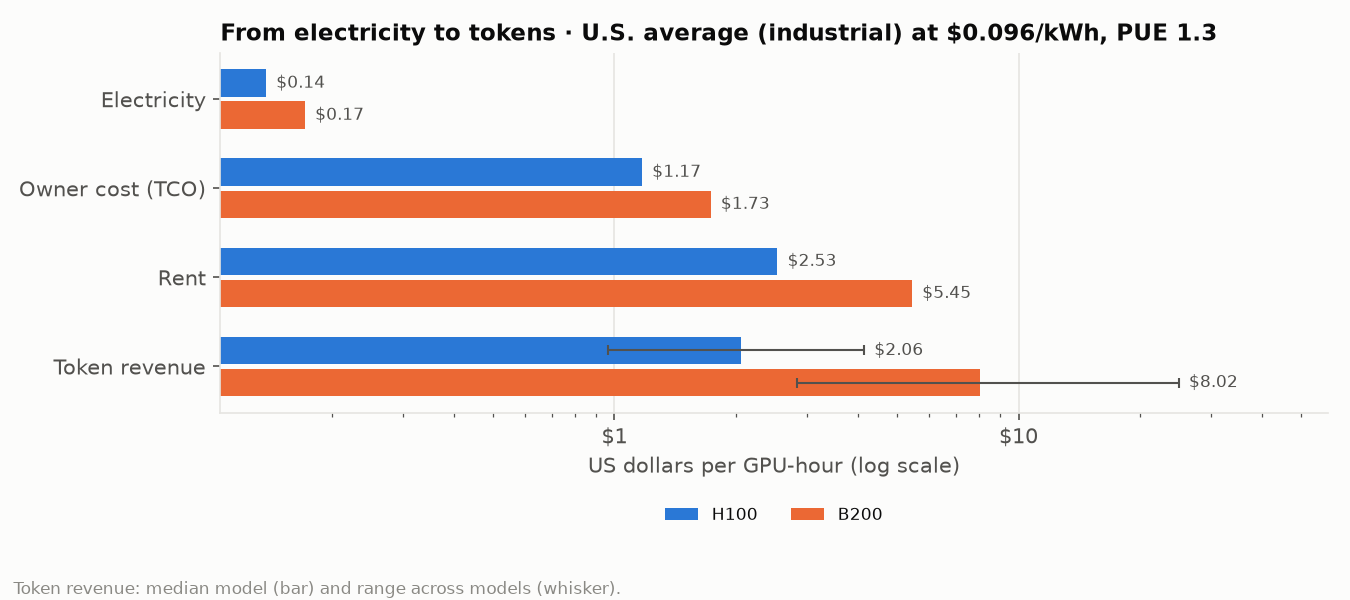 From electricity to tokens · U.S. average (industrial) at $0.096/kWh, PUE 1.3
Electricity
$0.14
$0.17
Owner cost (TCO)
$1.17
$1.73
Rent
$2.53
$5.45
Token revenue
$2.06
$8.02
$1
$10
US dollars per GPU-hour (log scale)
H100
B200
Token revenue: median model (bar) and range across models (whisker).